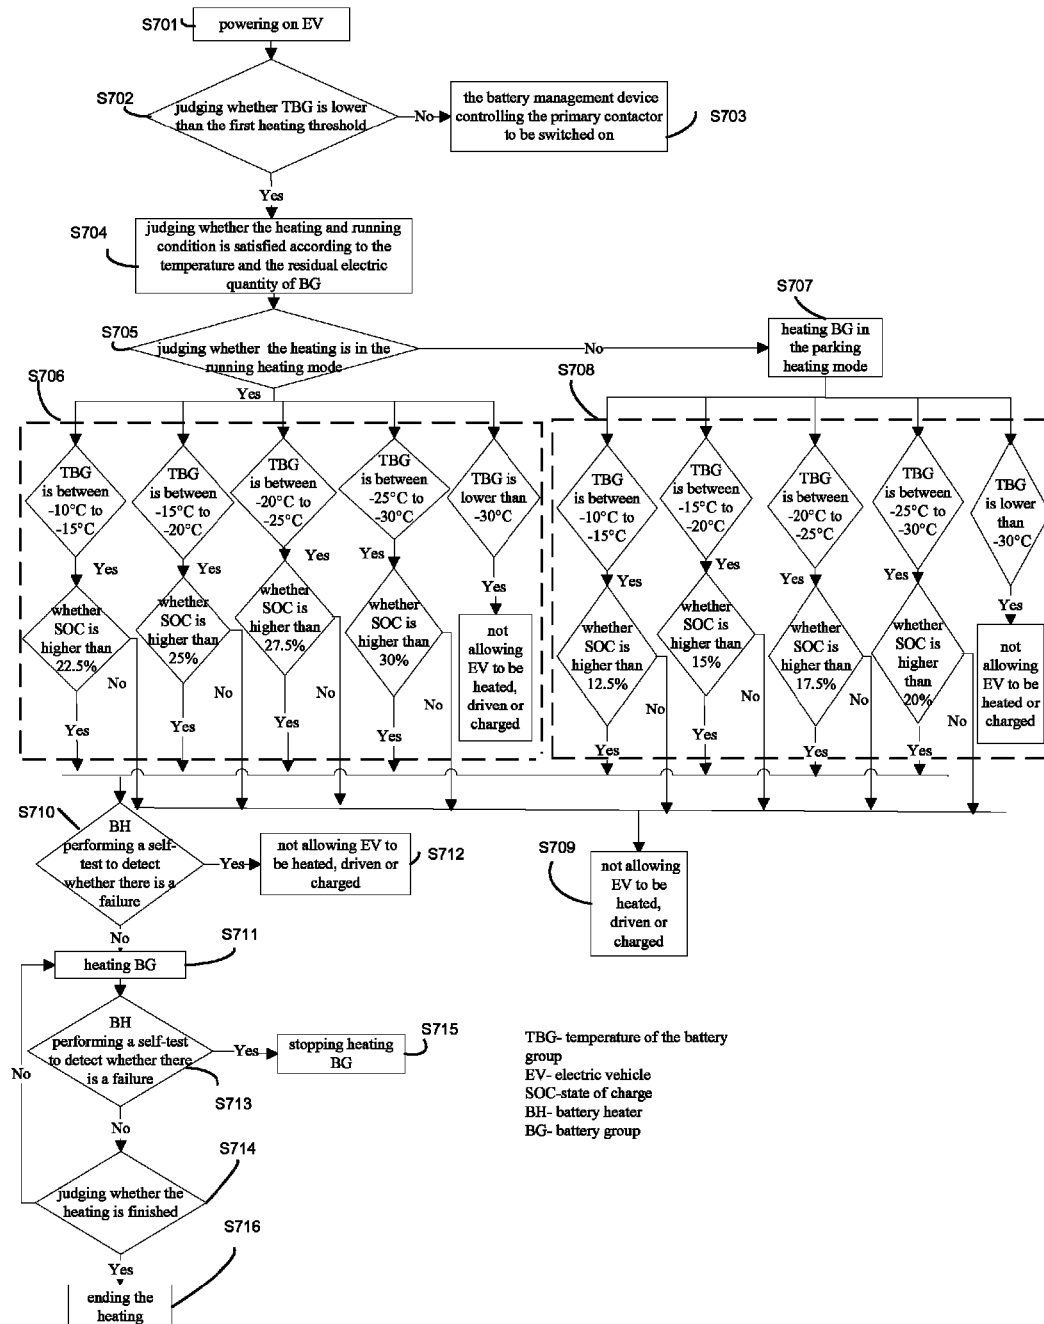 S701
powering on EV
S702
judging whether TBG is lower
than the first heating threshold
No
the battery management device
controlling the primary contactor
to be switched on
S703
Yes
S704
judging whether the heating and running
condition is satisfied according to the
temperature and the residual electric
quantity of BG
S705
judging whether the heating is in the
running heating mode
No
S707
heating BG in
the parking
heating mode
Yes
S706
TBG
is between
-10°C to
-15°C
TBG
is between
-15°C to
-20°C
TBG
is between
-20°C to
-25°C
TBG
is between
-25°C to
-30°C
TBG is
lower than
-30°C
Yes
Yes
Yes
Yes
Yes
whether
SOC is
higher than
22.5%
whether
SOC is
higher than
25%
whether
SOC is
higher than
27.5%
whether
SOC is
higher than
30%
not
allowing
EV to be
heated,
driven or
charged
No
No
No
No
Yes
Yes
Yes
Yes
S708
TBG
is between
-10°C to
-15°C
TBG
is between
-15°C to
-20°C
TBG
is between
-20°C to
-25°C
TBG
is between
-25°C to
-30°C
TBG
is lower
than
-30°C
Yes
Yes
Yes
Yes
Yes
whether
SOC is
higher than
12.5%
whether
SOC is
higher than
15%
whether
SOC is
higher than
17.5%
whether
SOC is
higher
than
20%
not
allowing
EV to be
heated or
charged
No
No
No
No
Yes
Yes
Yes
Yes
S710
BH
performing a self-
test to detect
whether there is a
failure
Yes
not allowing EV to
be heated, driven or
charged
S712
S709
not allowing
EV to be
heated,
driven or
charged
No
S711
heating BG
BH
performing a self-test
to detect whether there
is a failure
Yes
stopping heating
BG
S715
No
S713
No
S714
judging whether the
heating is finished
S716
Yes
ending the
heating
TBG- temperature of the battery
group
EV- electric vehicle
SOC-state of charge
BH- battery heater
BG- battery group